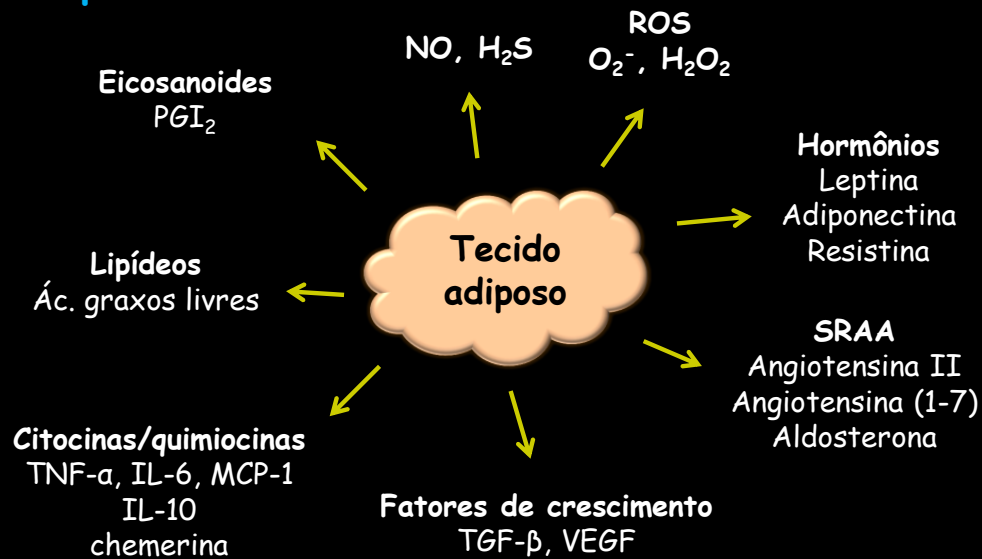 ROS
O₂⁻, H₂O₂
NO, H₂S
Eicosanoides
PGI₂
Hormônios
Leptina
Adiponectina
Resistina
Tecido
adiposo
Lipídeos
Ác. graxos livres
SRAA
Angiotensina II
Angiotensina (1-7)
Aldosterona
Citocinas/quimiocinas
TNF-α, IL-6, MCP-1
IL-10
chemerina
Fatores de crescimento
TGF-β, VEGF